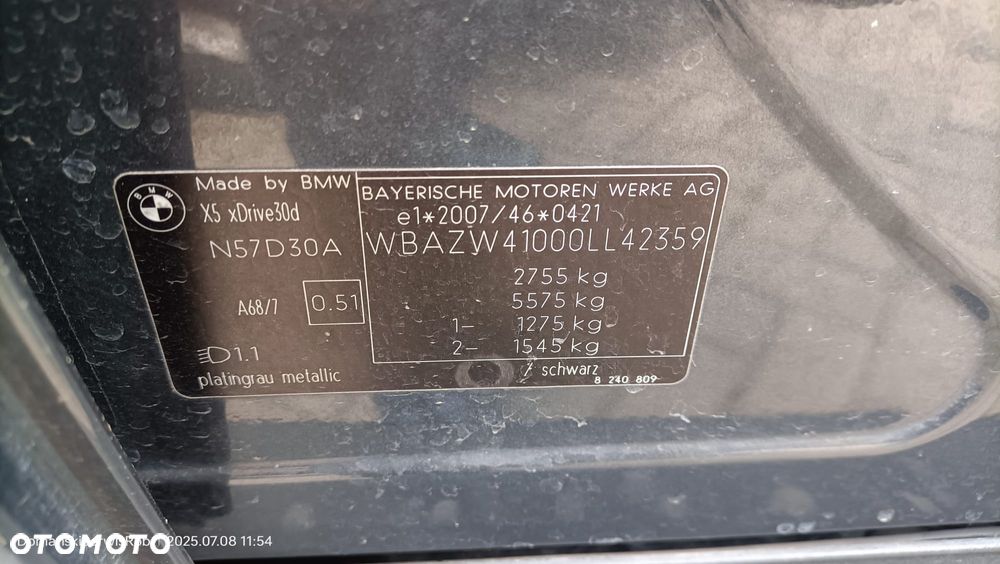 BMW
Made by BMW
X5 xDrive30d
N57D30A
A68/7 0.51
1.1
platingrau metallic
BAYERISCHE MOTOREN WERKE AG
e1*2007/46*0421
WBAZW41000LL42359
2755 kg
5575 kg
1- 1275 kg
2- 1545 kg
/ schwarz
8 240 809
2025.07.08 11:54
OTOMOTO